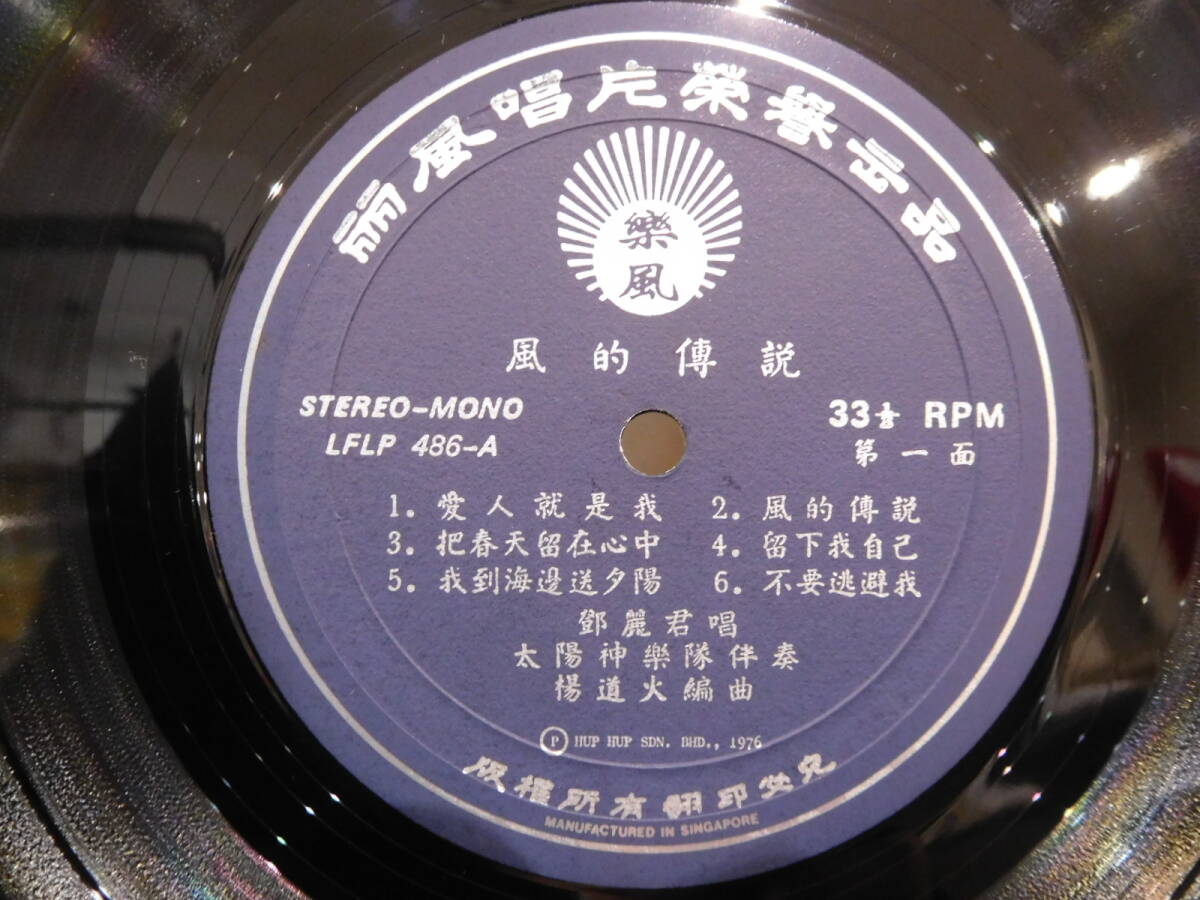 麗風唱片榮譽出品
樂風
風的傳説
STEREO-MONO
LFLP 486-A
33⅓ RPM
第一面
1. 愛人就是我 2. 風的傳説
3. 把春天留在心中 4. 留下我自己
5. 我到海邊送夕陽 6. 不要逃避我
鄧麗君唱
太陽神樂隊伴奏
楊道火編曲
Ⓟ HUP HUP SDN. BHD., 1976
版權所有翻印必究
MANUFACTURED IN SINGAPORE